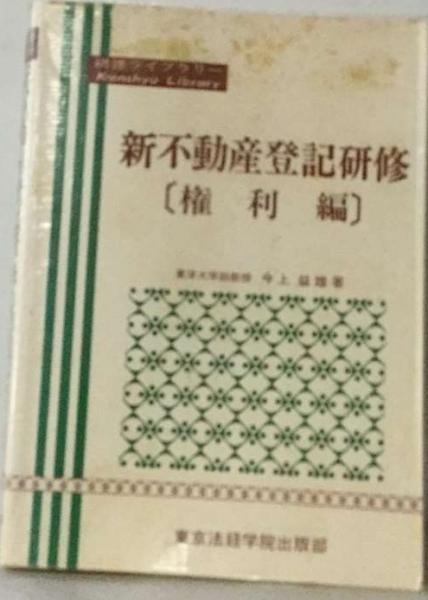 研修ライブラリー
Kenshyu Library
新不動産登記研修
〔権利編〕
東洋大学助教授 今上益雄著
東京法経学院出版部